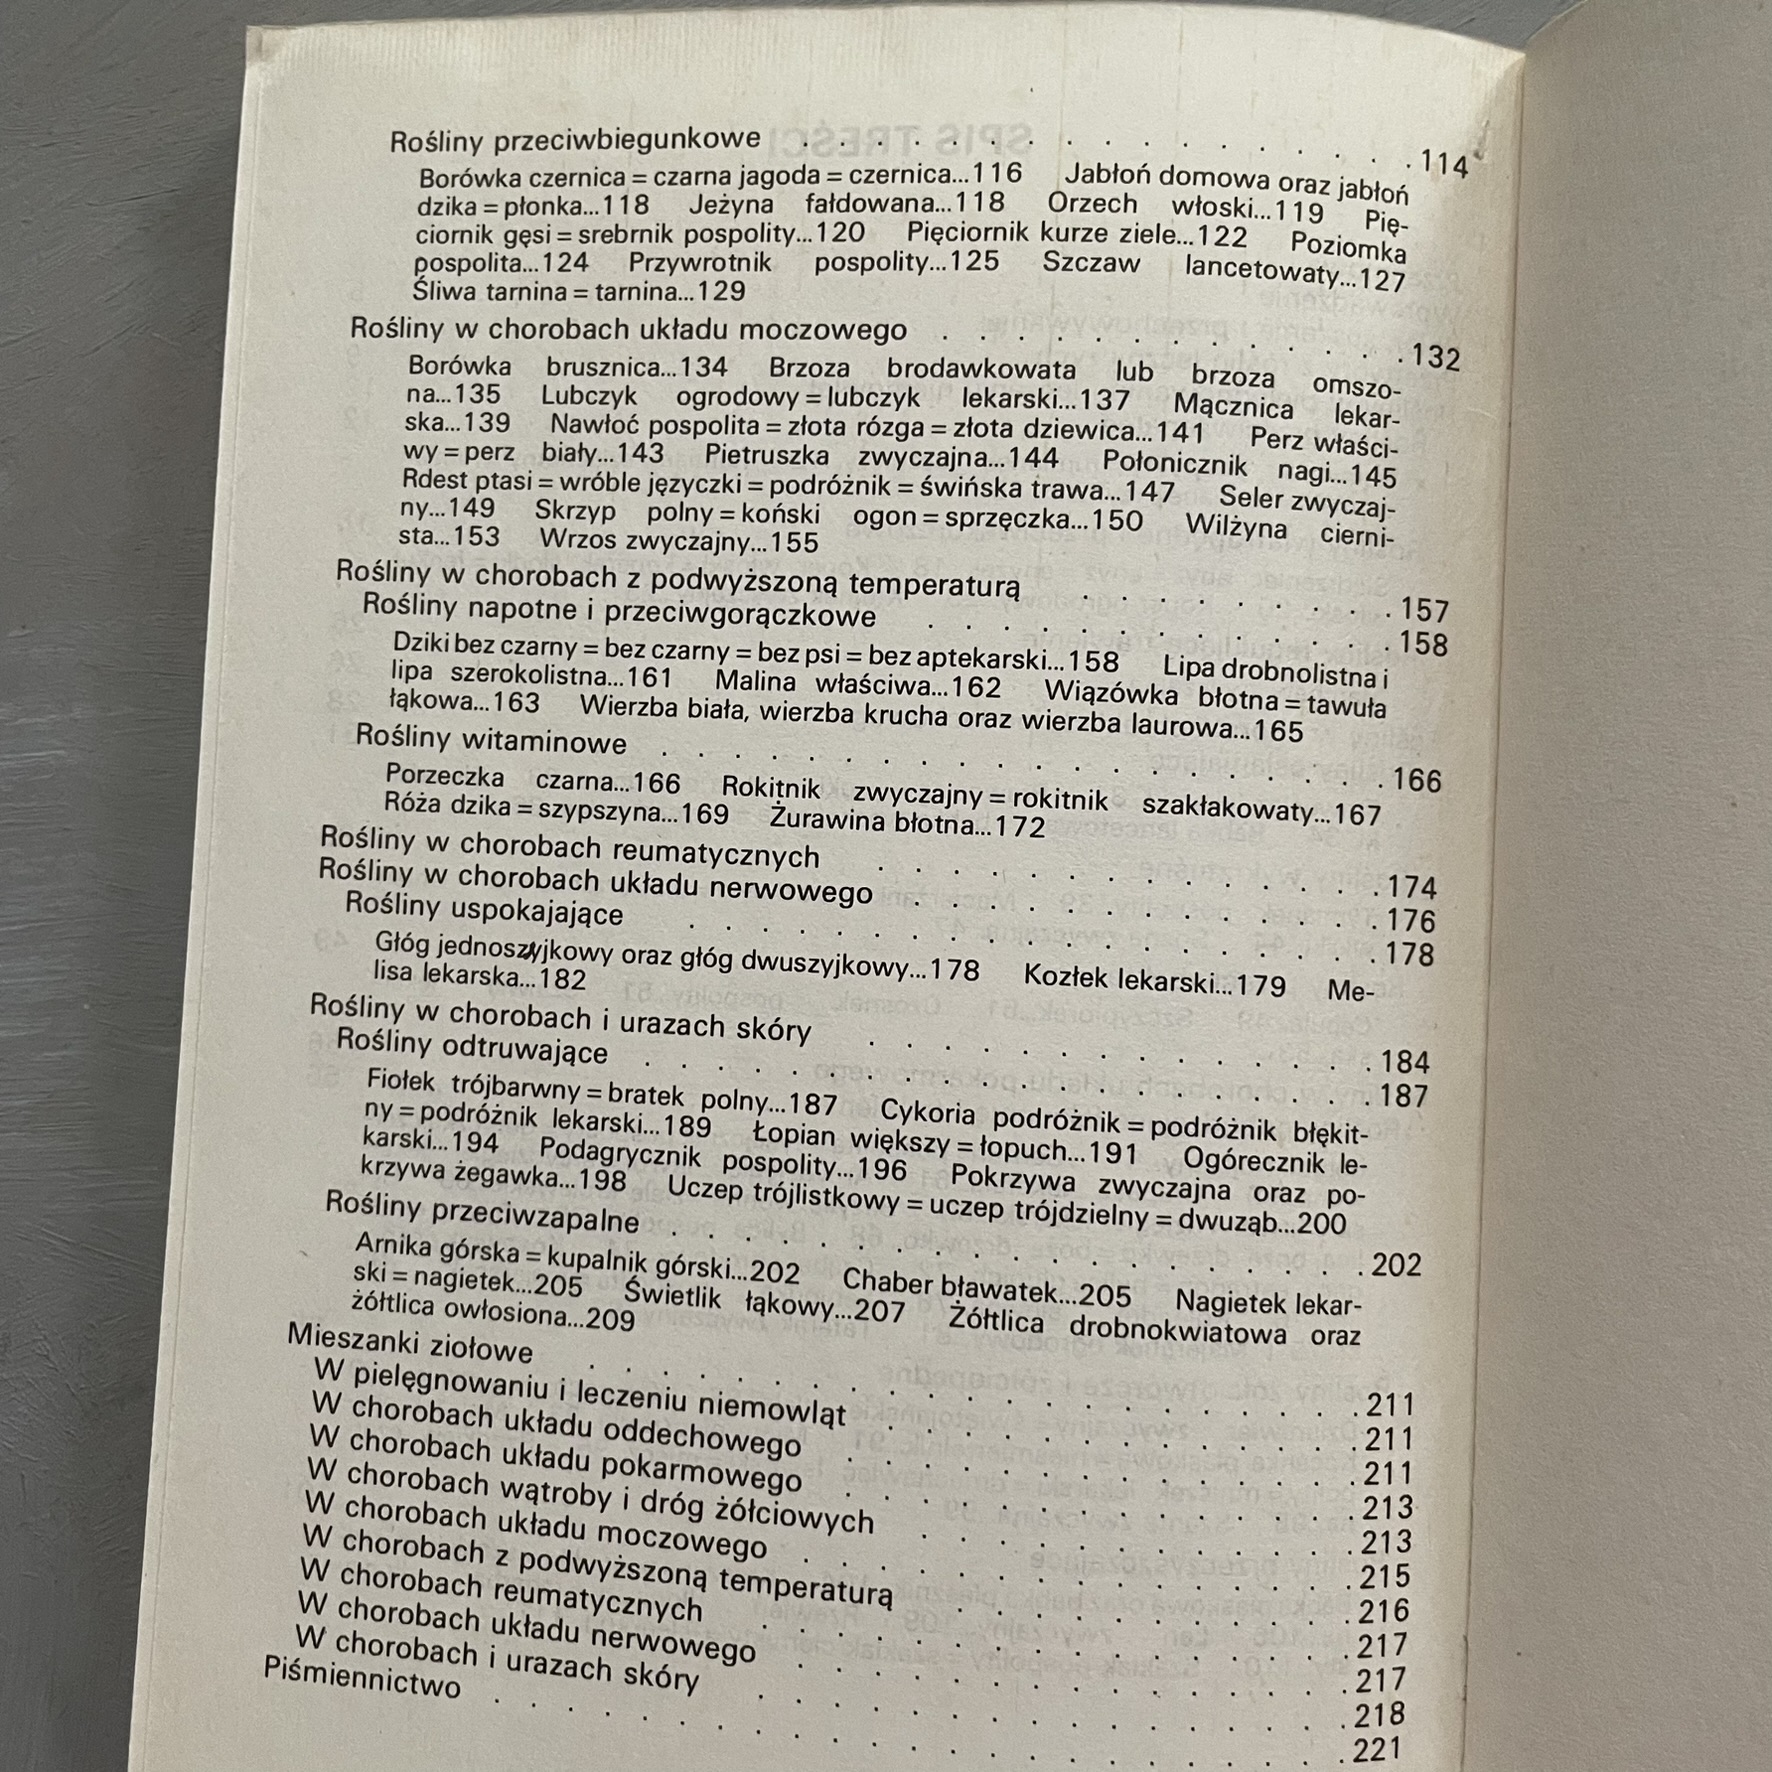 Rośliny przeciwbiegunkowe . . . . . . . . . . . . . . . . . 114
Borówka czernica = czarna jagoda = czernica...116 Jabłoń domowa oraz jabłoń
dzika = płonka...118 Jeżyna fałdowana...118 Orzech włoski...119 Pię-
ciornik gęsi = srebrnik pospolity...120 Pięciornik kurze ziele...122 Poziomka
pospolita...124 Przywrotnik pospolity...125 Szczaw lancetowaty...127
Śliwa tarnina = tarnina...129
Rośliny w chorobach układu moczowego . . . . . . . . . . . . . 132
Borówka brusznica...134 Brzoza brodawkowata lub brzoza omszo-
na...135 Lubczyk ogrodowy = lubczyk lekarski...137 Mącznica lekar-
ska...139 Nawłoć pospolita = złota rózga = złota dziewica...141 Perz właści-
wy = perz biały...143 Pietruszka zwyczajna...144 Połonicznik nagi...145
Rdest ptasi = wróble języczki = podróżnik = świńska trawa...147 Seler zwyczaj-
ny...149 Skrzyp polny = koński ogon = sprzęczka...150 Wilżyna cierni-
sta...153 Wrzos zwyczajny...155
Rośliny w chorobach z podwyższoną temperaturą . . . . . . . . . 157
Rośliny napotne i przeciwgorączkowe . . . . . . . . . . . . . 158
Dziki bez czarny = bez czarny = bez psi = bez aptekarski...158 Lipa drobnolistna i
lipa szerokolistna...161 Malina właściwa...162 Wiązówka błotna = tawuła
łąkowa...163 Wierzba biała, wierzba krucha oraz wierzba laurowa...165
Rośliny witaminowe . . . . . . . . . . . . . . . . . . . . 166
Porzeczka czarna...166 Rokitnik zwyczajny = rokitnik szakłakowaty...167
Róża dzika = szypszyna...169 Żurawina błotna...172
Rośliny w chorobach reumatycznych . . . . . . . . . . . . . . 174
Rośliny w chorobach układu nerwowego . . . . . . . . . . . . . 176
Rośliny uspokajające . . . . . . . . . . . . . . . . . . . 178
Głóg jednoszyjkowy oraz głóg dwuszyjkowy...178 Kozłek lekarski...179 Me-
lisa lekarska...182
Rośliny w chorobach i urazach skóry . . . . . . . . . . . . . . 184
Rośliny odtruwające . . . . . . . . . . . . . . . . . . . . 187
Fiołek trójbarwny = bratek polny...187 Cykoria podróżnik = podróżnik błękit-
ny = podróżnik lekarski...189 Łopian większy = łopuch...191 Ogórecznik le-
karski...194 Podagrycznik pospolity...196 Pokrzywa zwyczajna oraz po-
krzywa żegawka...198 Uczep trójlistkowy = uczep trójdzielny = dwuząb...200
Rośliny przeciwzapalne . . . . . . . . . . . . . . . . . . . 202
Arnika górska = kupalnik górski...202 Chaber bławatek...205 Nagietek lekar-
ski = nagietek...205 Świetlik łąkowy...207 Żółtlica drobnokwiatowa oraz
żółtlica owłosiona...209
Mieszanki ziołowe . . . . . . . . . . . . . . . . . . . . . 211
W pielęgnowaniu i leczeniu niemowląt . . . . . . . . . . . . . 211
W chorobach układu oddechowego . . . . . . . . . . . . . . 211
W chorobach układu pokarmowego . . . . . . . . . . . . . . 213
W chorobach wątroby i dróg żółciowych . . . . . . . . . . . . 213
W chorobach układu moczowego . . . . . . . . . . . . . . . 215
W chorobach z podwyższoną temperaturą . . . . . . . . . . . 216
W chorobach reumatycznych . . . . . . . . . . . . . . . . 217
W chorobach układu nerwowego . . . . . . . . . . . . . . . 217
W chorobach i urazach skóry . . . . . . . . . . . . . . . . 218
Piśmiennictwo . . . . . . . . . . . . . . . . . . . . . . . 221